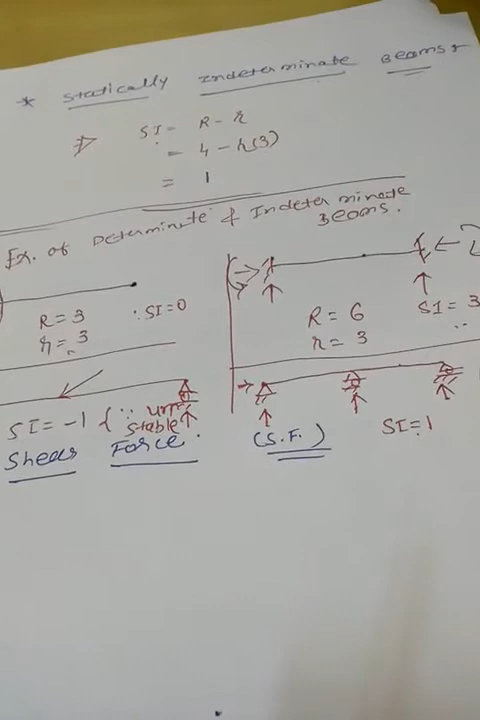 * Statically Indeterminate Beams
SI = R - r
= 4 - r(3)
= 1
Ex. of Determinate & Indeterminate
Beams.
R = 3
r = 3
∴ SI = 0
R = 6
r = 3
SI = 3
SI = -1 { ∵ unstable
SI = 1
Shear Force. (S.F.)